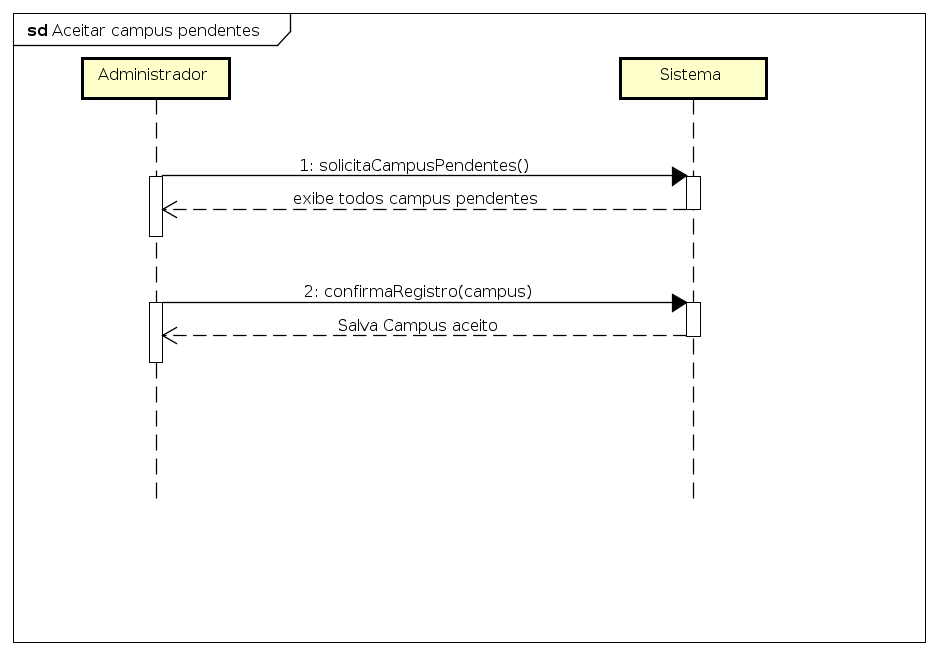 sd Aceitar campus pendentes
Administrador
Sistema
1: solicitaCampusPendentes()
exibe todos campus pendentes
2: confirmaRegistro(campus)
Salva Campus aceito